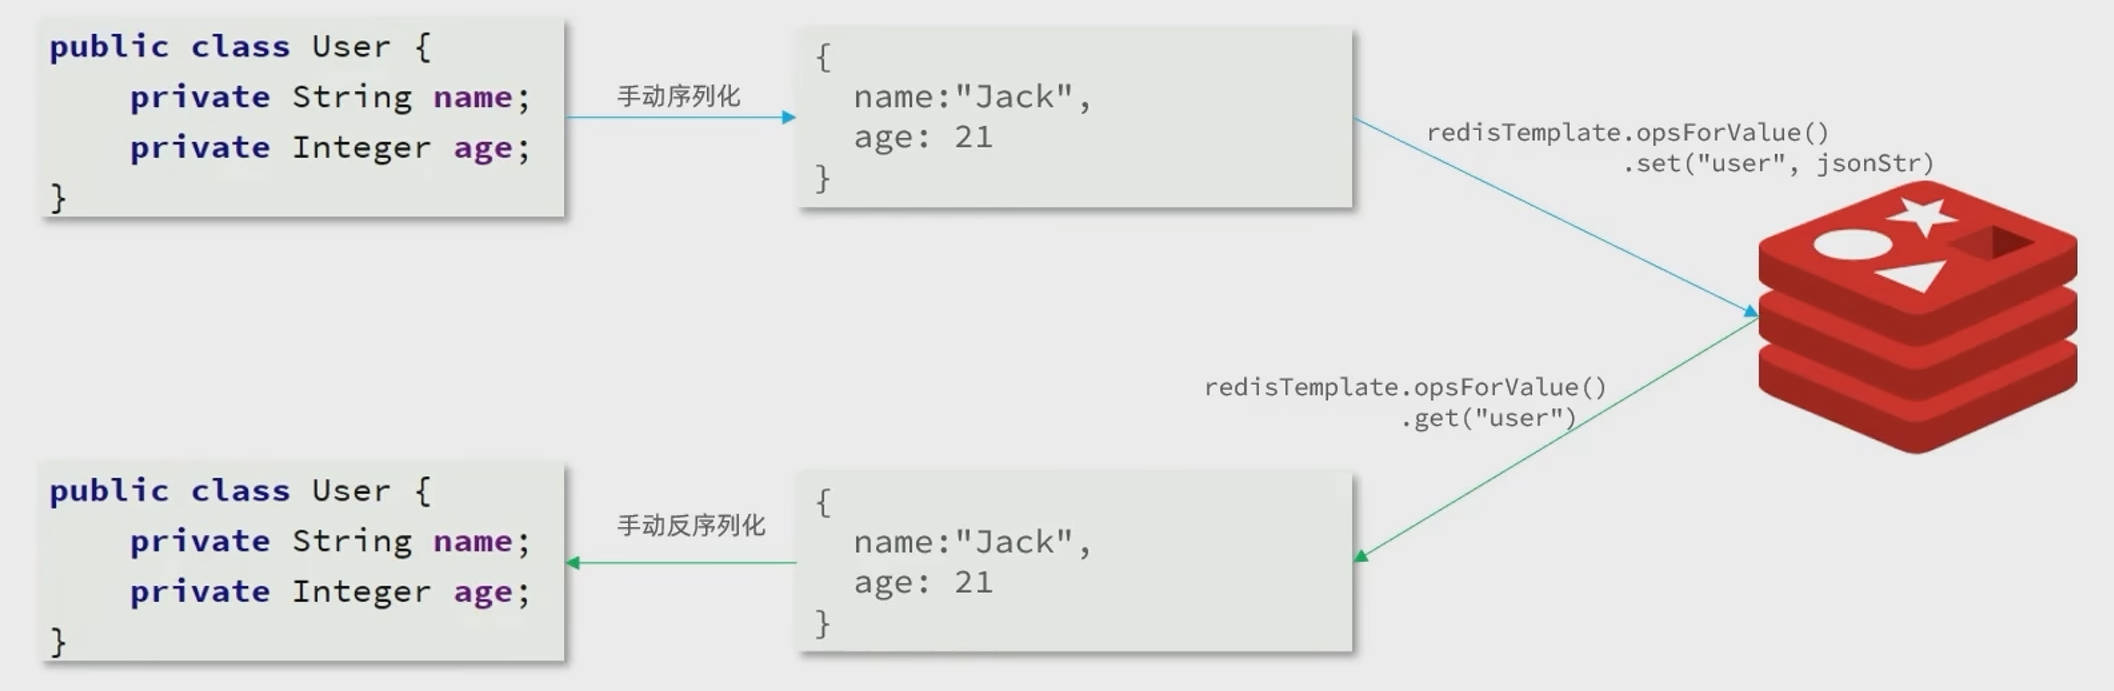 public class User {
private String name;
private Integer age;
}
手动序列化
{
name:"Jack",
age: 21
}
redisTemplate.opsForValue()
.set("user", jsonStr)
redisTemplate.opsForValue()
.get("user")
public class User {
private String name;
private Integer age;
}
手动反序列化
{
name:"Jack",
age: 21
}